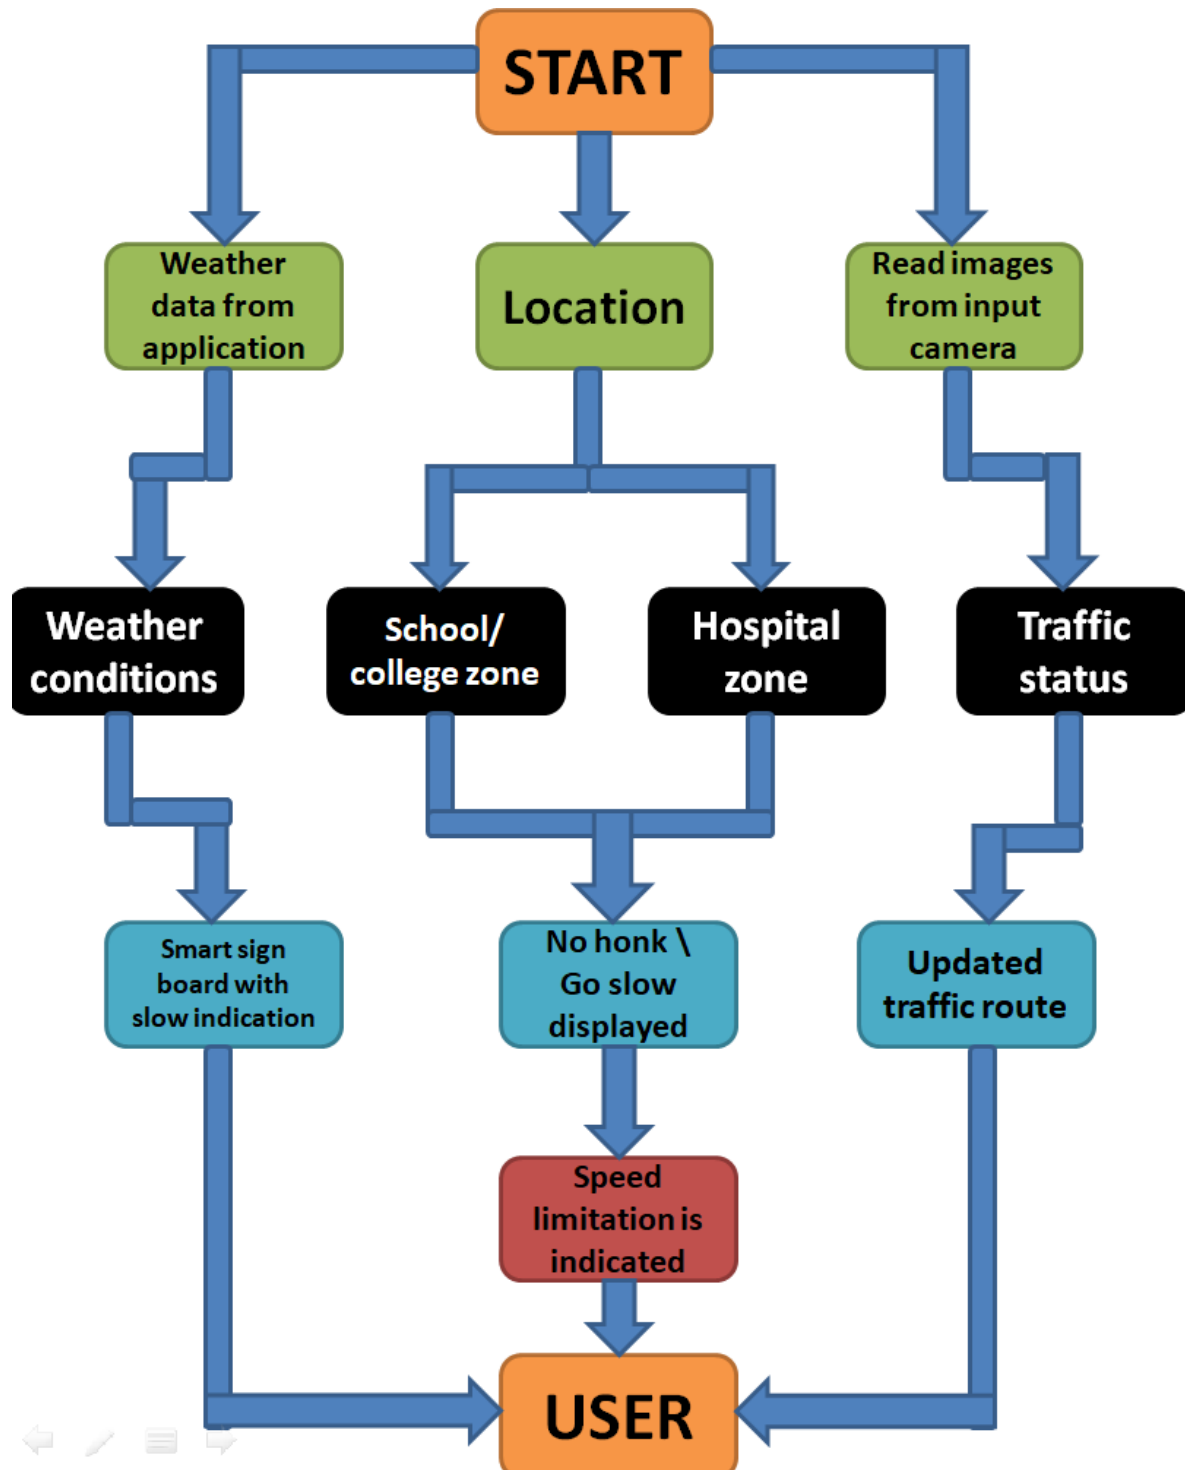 START
Weather
data from
application
Location
Read images
from input
camera
Weather
conditions
School/
college zone
Hospital
zone
Traffic
status
Smart sign
board with
slow indication
No honk \
Go slow
displayed
Updated
traffic route
Speed
limitation is
indicated
USER